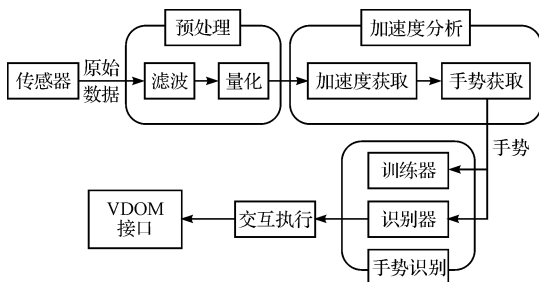 预处理
加速度分析
传感器
原始
数据
滤波
量化
加速度获取
手势获取
手势
训练器
VDOM
接口
交互执行
识别器
手势识别